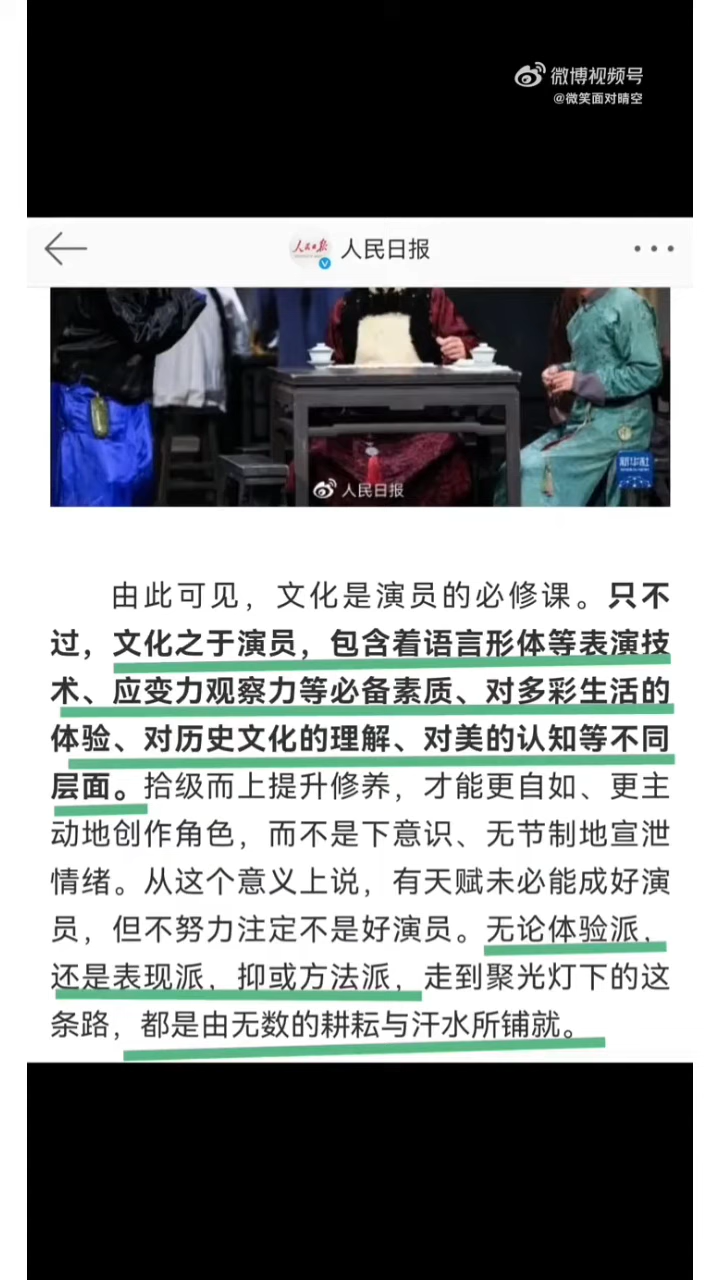 微博视频号
@微笑面对晴空
人民日报
人民日报
新华社
人民日报
由此可见，文化是演员的必修课。只不
过，文化之于演员，包含着语言形体等表演技
术、应变力观察力等必备素质、对多彩生活的
体验、对历史文化的理解、对美的认知等不同
层面。拾级而上提升修养，才能更自如、更主
动地创作角色，而不是下意识、无节制地宣泄
情绪。从这个意义上说，有天赋未必能成好演
员，但不努力注定不是好演员。无论体验派，
还是表现派，抑或方法派，走到聚光灯下的这
条路，都是由无数的耕耘与汗水所铺就。